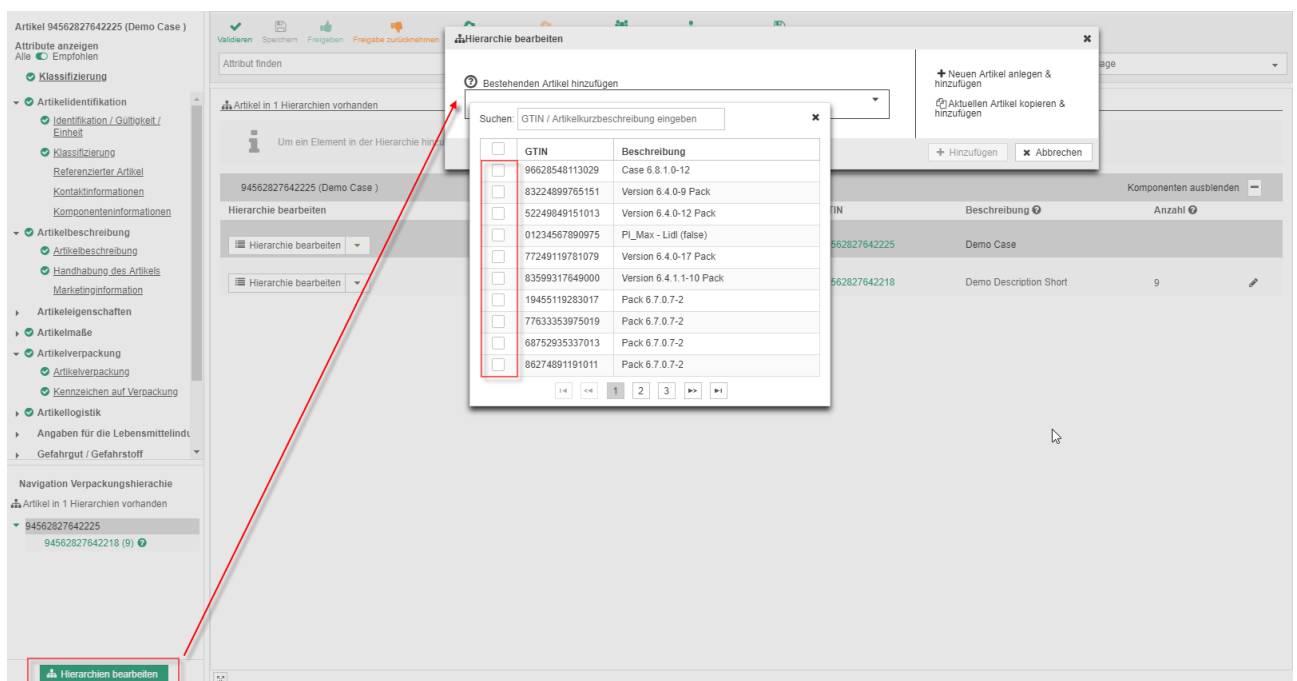 Artikel 94562827642225 (Demo Case )
Attribute anzeigen
Alle Empfohlen
Klassifizierung
Artikelidentifikation
Identifikation / Gültigkeit /
Einheit
Klassifizierung
Referenzierter Artikel
Kontaktinformationen
Komponenteninformationen
Artikelbeschreibung
Artikelbeschreibung
Handhabung des Artikels
Marketinginformation
Artikeleigenschaften
Artikelmaße
Artikelverpackung
Artikelverpackung
Kennzeichen auf Verpackung
Artikellogistik
Angaben für die Lebensmittelindu
Gefahrgut / Gefahrstoff
Navigation Verpackungshierachie
Artikel in 1 Hierarchien vorhanden
94562827642225
94562827642218 (9)
Hierarchien bearbeiten
Validieren Speichern Freigeben Freigabe zurücknehmen
Attribut finden
Artikel in 1 Hierarchien vorhanden
Um ein Element in der Hierarchie hinzu
94562827642225 (Demo Case )
Komponenten ausblenden
Hierarchie bearbeiten
Beschreibung
Anzahl
Hierarchie bearbeiten
562827642225
Demo Case
Hierarchie bearbeiten
562827642218
Demo Description Short
9
Hierarchie bearbeiten
Bestehenden Artikel hinzufügen
+ Neuen Artikel anlegen &
hinzufügen
Aktuellen Artikel kopieren &
hinzufügen
+ Hinzufügen
Abbrechen
Suchen: GTIN / Artikelkurzbeschreibung eingeben
GTIN Beschreibung
96628548113029 Case 6.8.1.0-12
83224899765151 Version 6.4.0-9 Pack
52249849151013 Version 6.4.0-12 Pack
01234567890975 PI_Max - Lidl (false)
77249119781079 Version 6.4.0-17 Pack
83599317649000 Version 6.4.1.1-10 Pack
19455119283017 Pack 6.7.0.7-2
77633353975019 Pack 6.7.0.7-2
68752935337013 Pack 6.7.0.7-2
86274891191011 Pack 6.7.0.7-2
1 2 3